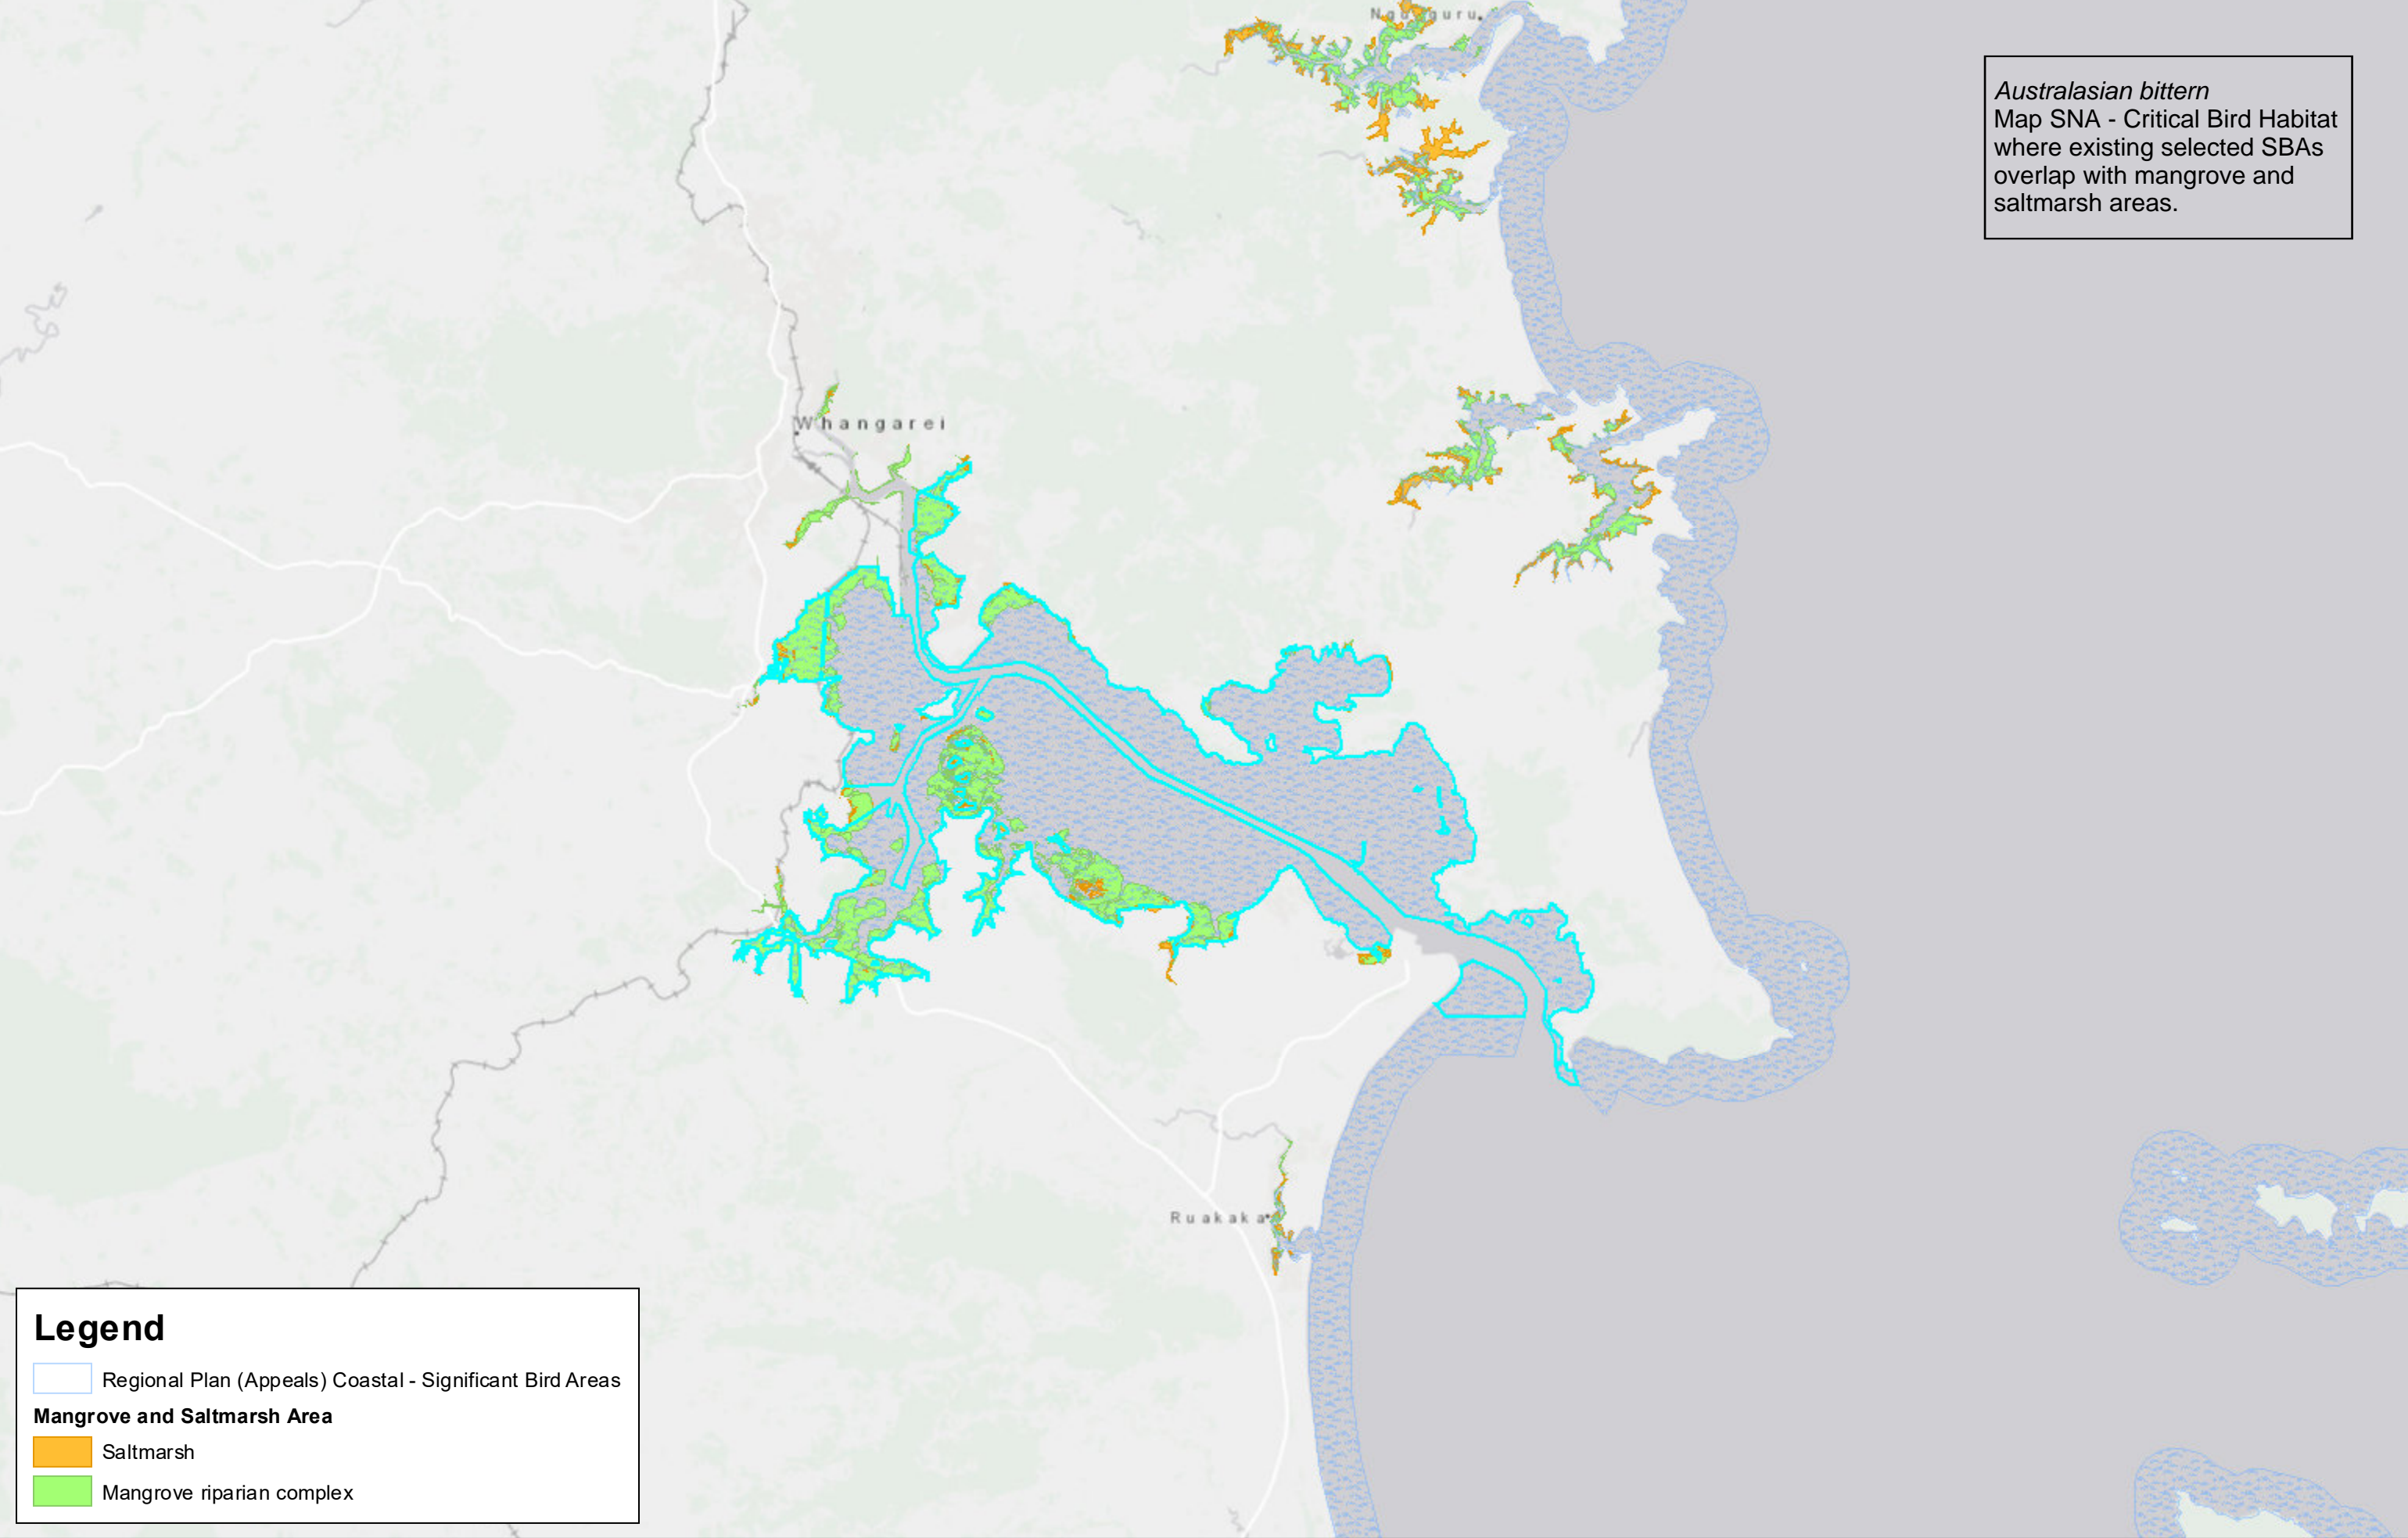 Ngunguru
Australasian bittern
Map SNA - Critical Bird Habitat
where existing selected SBAs
overlap with mangrove and
saltmarsh areas.
Whangarei
Ruakaka
Legend
Regional Plan (Appeals) Coastal - Significant Bird Areas
Mangrove and Saltmarsh Area
Saltmarsh
Mangrove riparian complex